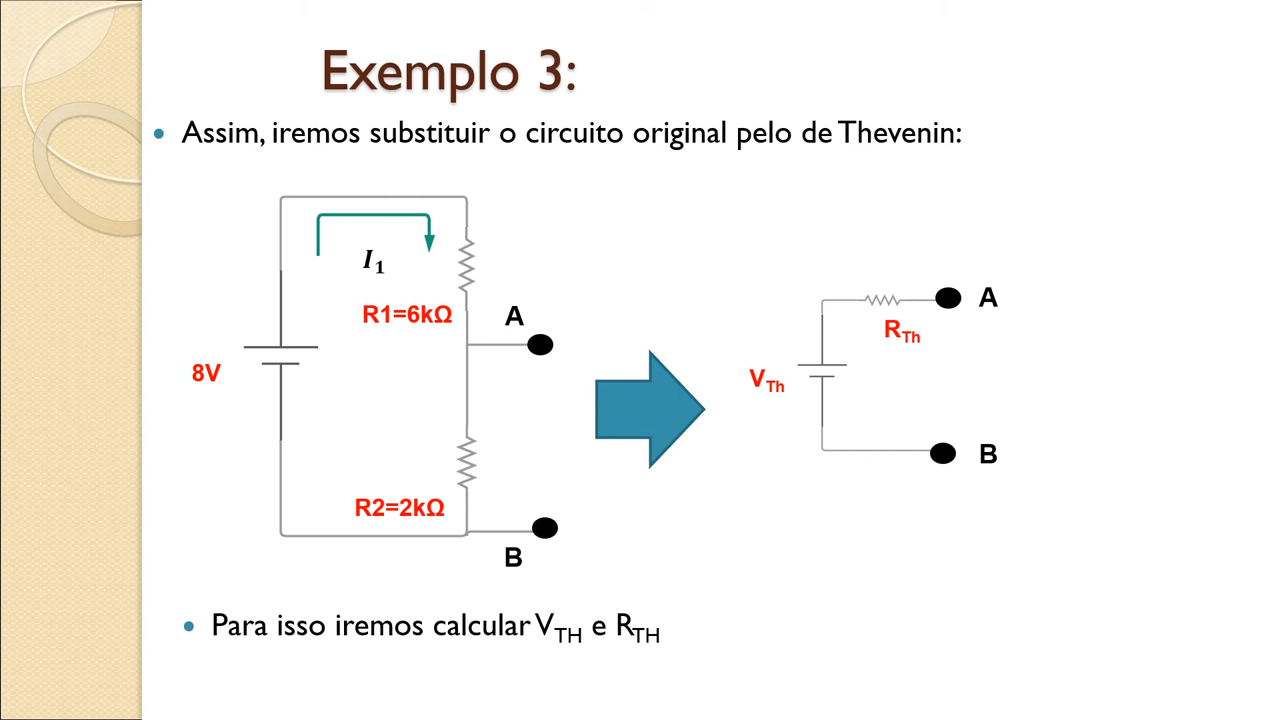 Exemplo 3:
Assim, iremos substituir o circuito original pelo de Thevenin:
I₁
R1=6kΩ
A
8V
R2=2kΩ
B
A
R_Th
V_Th
B
Para isso iremos calcular V_TH e R_TH